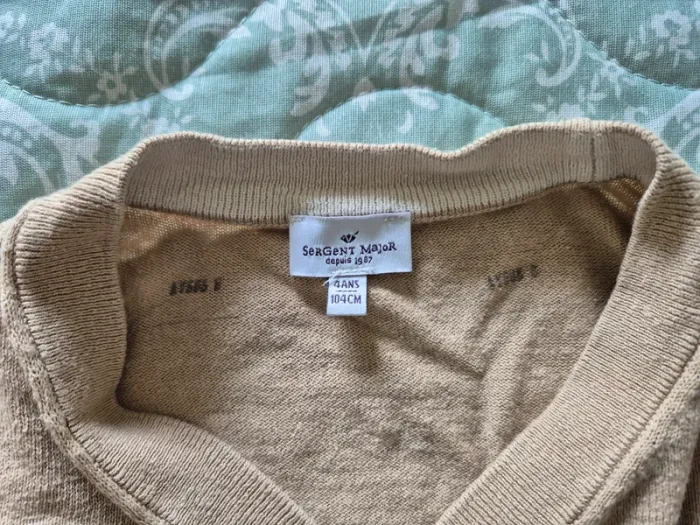 SERGENT MAJOR
depuis 1987
4ANS
104CM